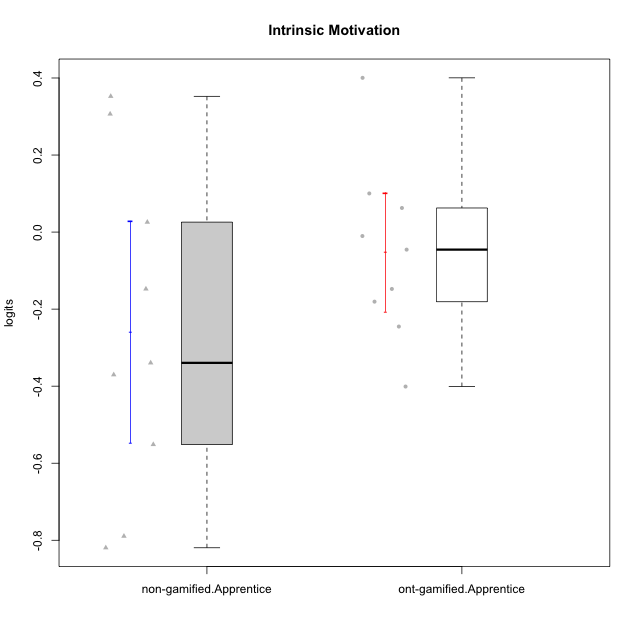 Intrinsic Motivation
logits
0.4
0.2
0.0
-0.2
-0.4
-0.6
-0.8
non-gamified.Apprentice
ont-gamified.Apprentice